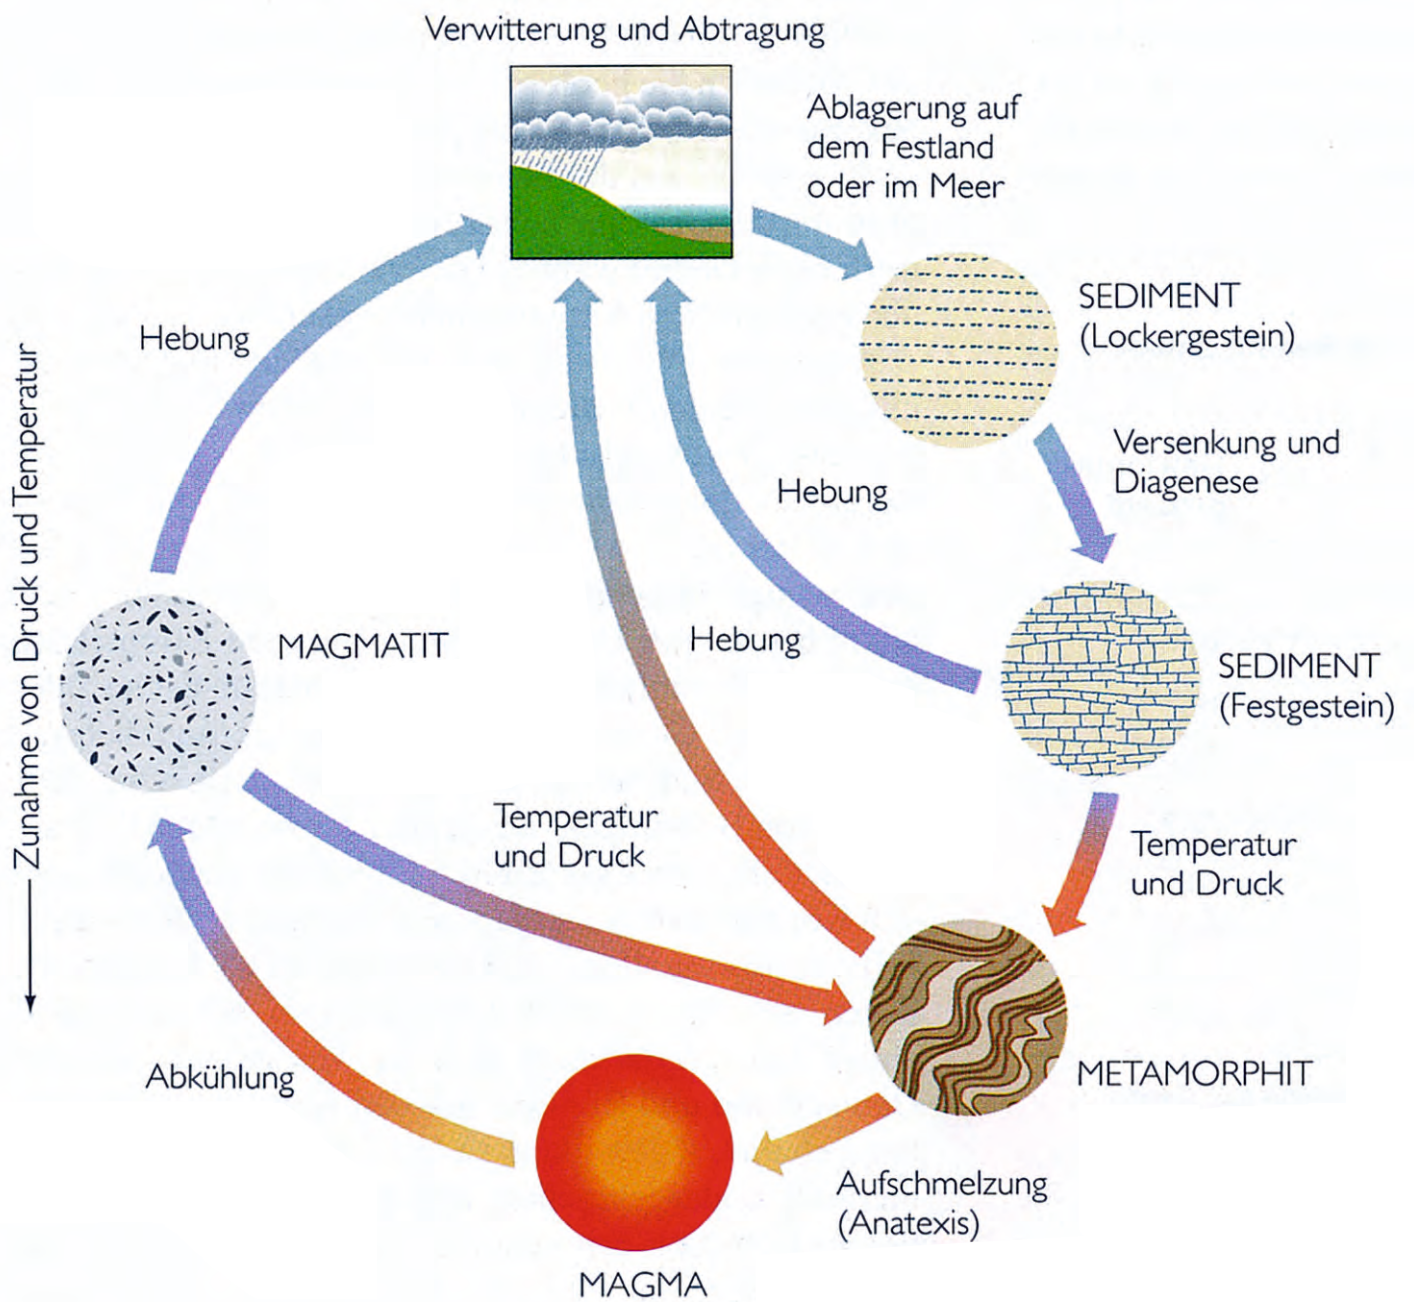 Verwitterung und Abtragung
Ablagerung auf
dem Festland
oder im Meer
SEDIMENT
(Lockergestein)
Hebung
Versenkung und
Diagenese
Hebung
Hebung
MAGMATIT
SEDIMENT
(Festgestein)
Zunahme von Druck und Temperatur
Temperatur
und Druck
Temperatur
und Druck
Abkühlung
METAMORPHIT
Aufschmelzung
(Anatexis)
MAGMA